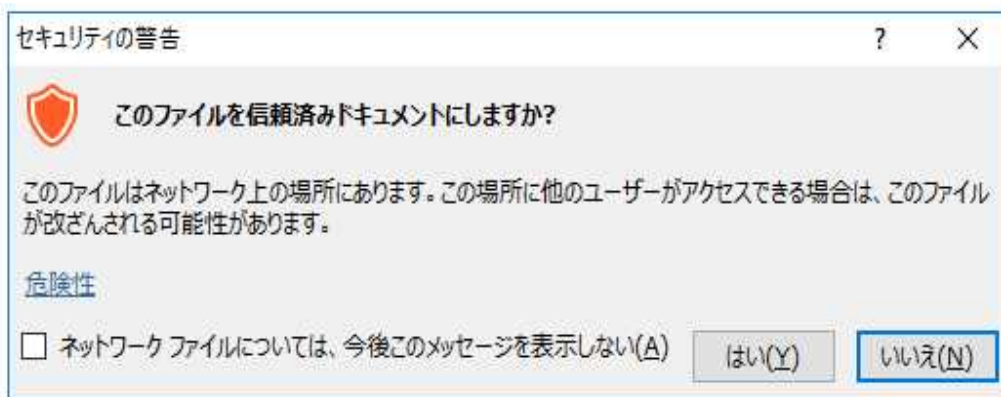 セキュリティの警告 ? ×
このファイルを信頼済みドキュメントにしますか?
このファイルはネットワーク上の場所にあります。この場所に他のユーザーがアクセスできる場合は、このファイル
が改ざんされる可能性があります。
危険性
ネットワーク ファイルについては、今後このメッセージを表示しない(A) はい(Y) いいえ(N)